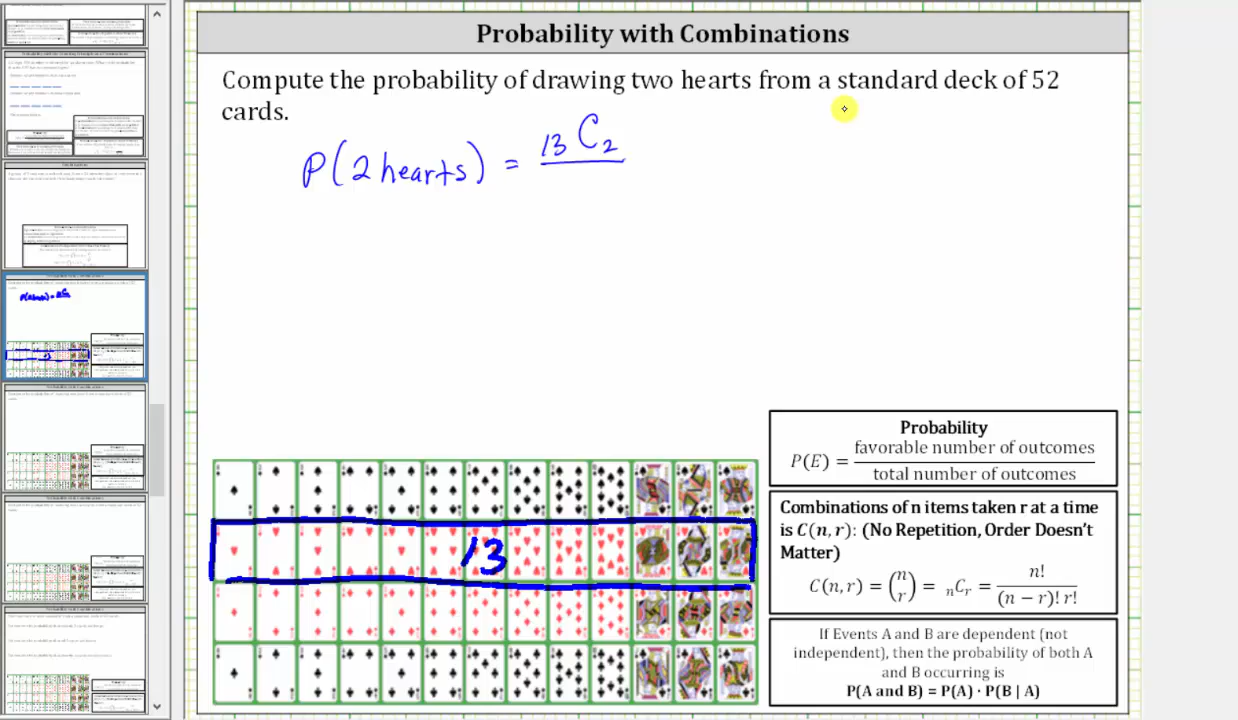 Probability with Combinations
Compute the probability of drawing two hearts from a standard deck of 52
cards.
P(2 hearts) = ₁₃C₂
13
Probability
P(E) = favorable number of outcomes / total number of outcomes
Combinations of n items taken r at a time
is C(n, r): (No Repetition, Order Doesn't
Matter)
C(n, r) = (n r) = ₙCᵣ = n! / (n − r)! r!
If Events A and B are dependent (not
independent), then the probability of both A
and B occurring is
P(A and B) = P(A) · P(B | A)